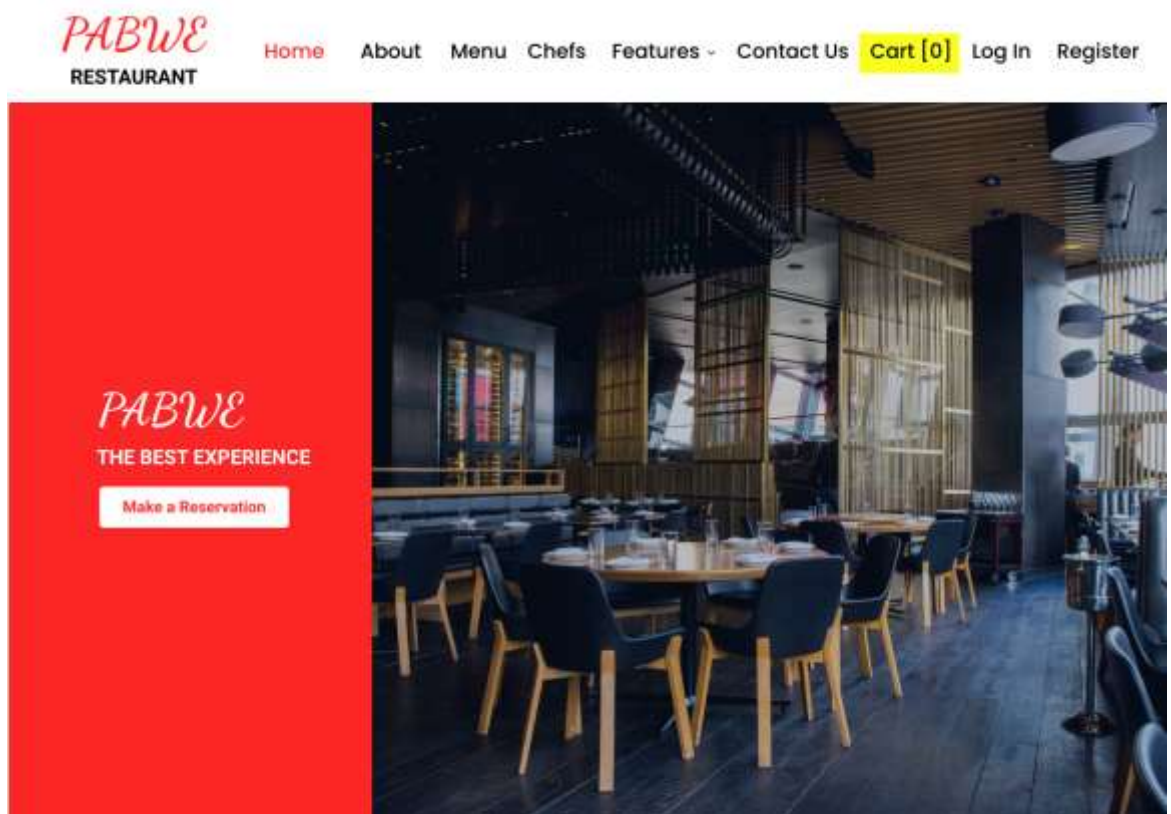 PABWE
RESTAURANT
Home About Menu Chefs Features Contact Us Cart [0] Log In Register
PABWE
THE BEST EXPERIENCE
Make a Reservation